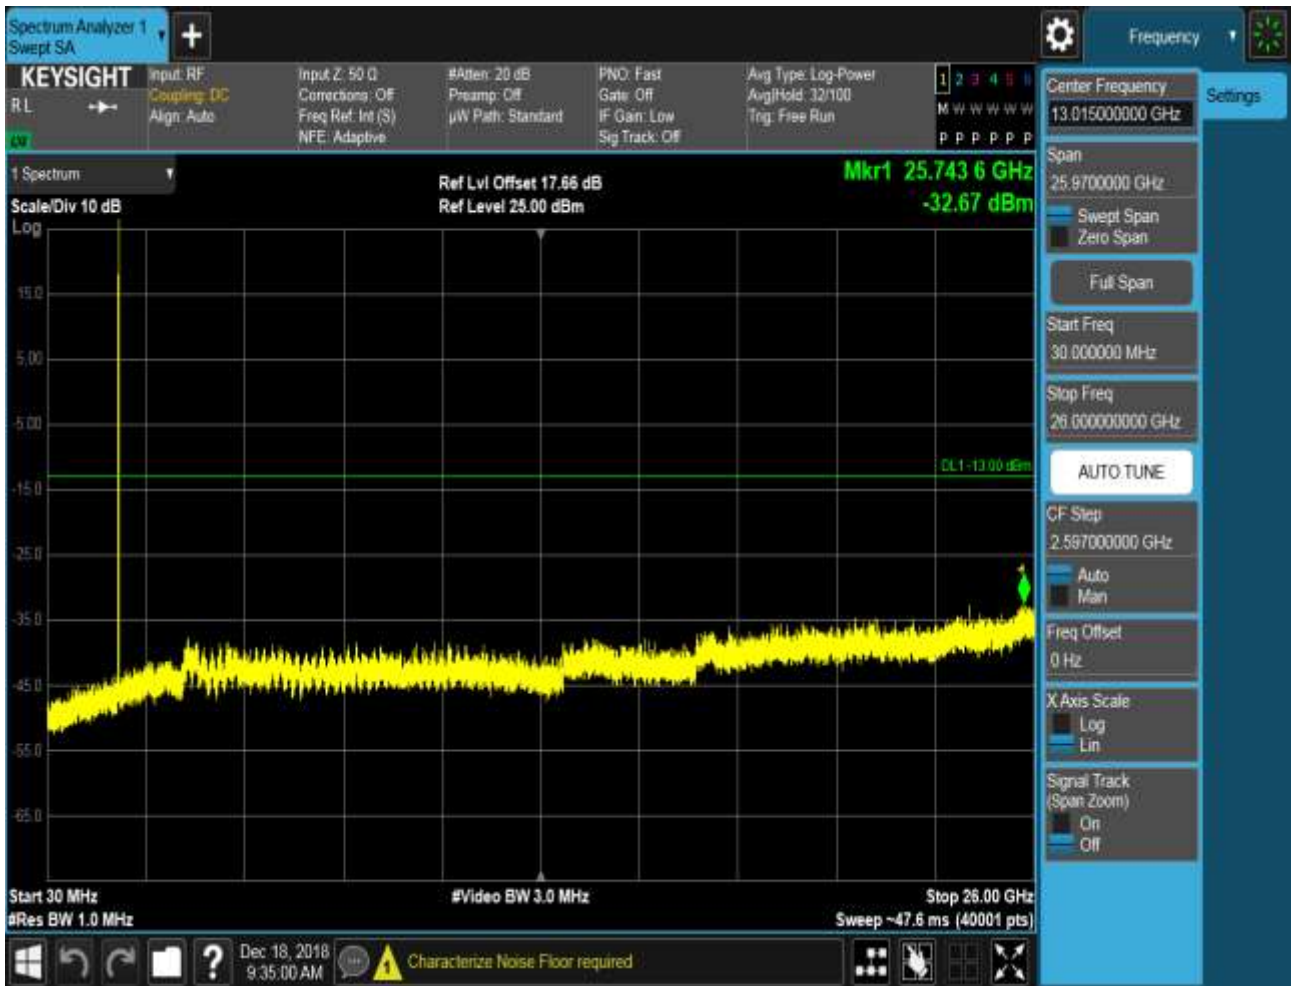 Spectrum Analyzer 1
Swept SA
+
Frequency
KEYSIGHT
RL
Input: RF
Coupling: DC
Align: Auto
Input Z: 50 Ω
Corrections: Off
Freq Ref: Int (S)
NFE: Adaptive
#Atten: 20 dB
Preamp: Off
µW Path: Standard
PNO: Fast
Gate: Off
IF Gain: Low
Sig Track: Off
Avg Type: Log-Power
Avg|Hold: 32/100
Trig: Free Run
1 2 3 4 5 6
M W W W W W
P P P P P P
1 Spectrum
Scale/Div 10 dB
Log
Ref Lvl Offset 17.66 dB
Ref Level 25.00 dBm
Mkr1 25.743 6 GHz
-32.67 dBm
15.0
5.00
-5.00
-15.0
-25.0
-35.0
-45.0
-55.0
-65.0
DL1 -13.00 dBm
Start 30 MHz
#Res BW 1.0 MHz
#Video BW 3.0 MHz
Stop 26.00 GHz
Sweep ~47.6 ms (40001 pts)
Center Frequency
13.015000000 GHz
Settings
Span
25.9700000 GHz
Swept Span
Zero Span
Full Span
Start Freq
30.000000 MHz
Stop Freq
26.000000000 GHz
AUTO TUNE
CF Step
2.597000000 GHz
Auto
Man
Freq Offset
0 Hz
X Axis Scale
Log
Lin
Signal Track
(Span Zoom)
On
Off
?
Dec 18, 2018
9:35:00 AM
1
Characterize Noise Floor required